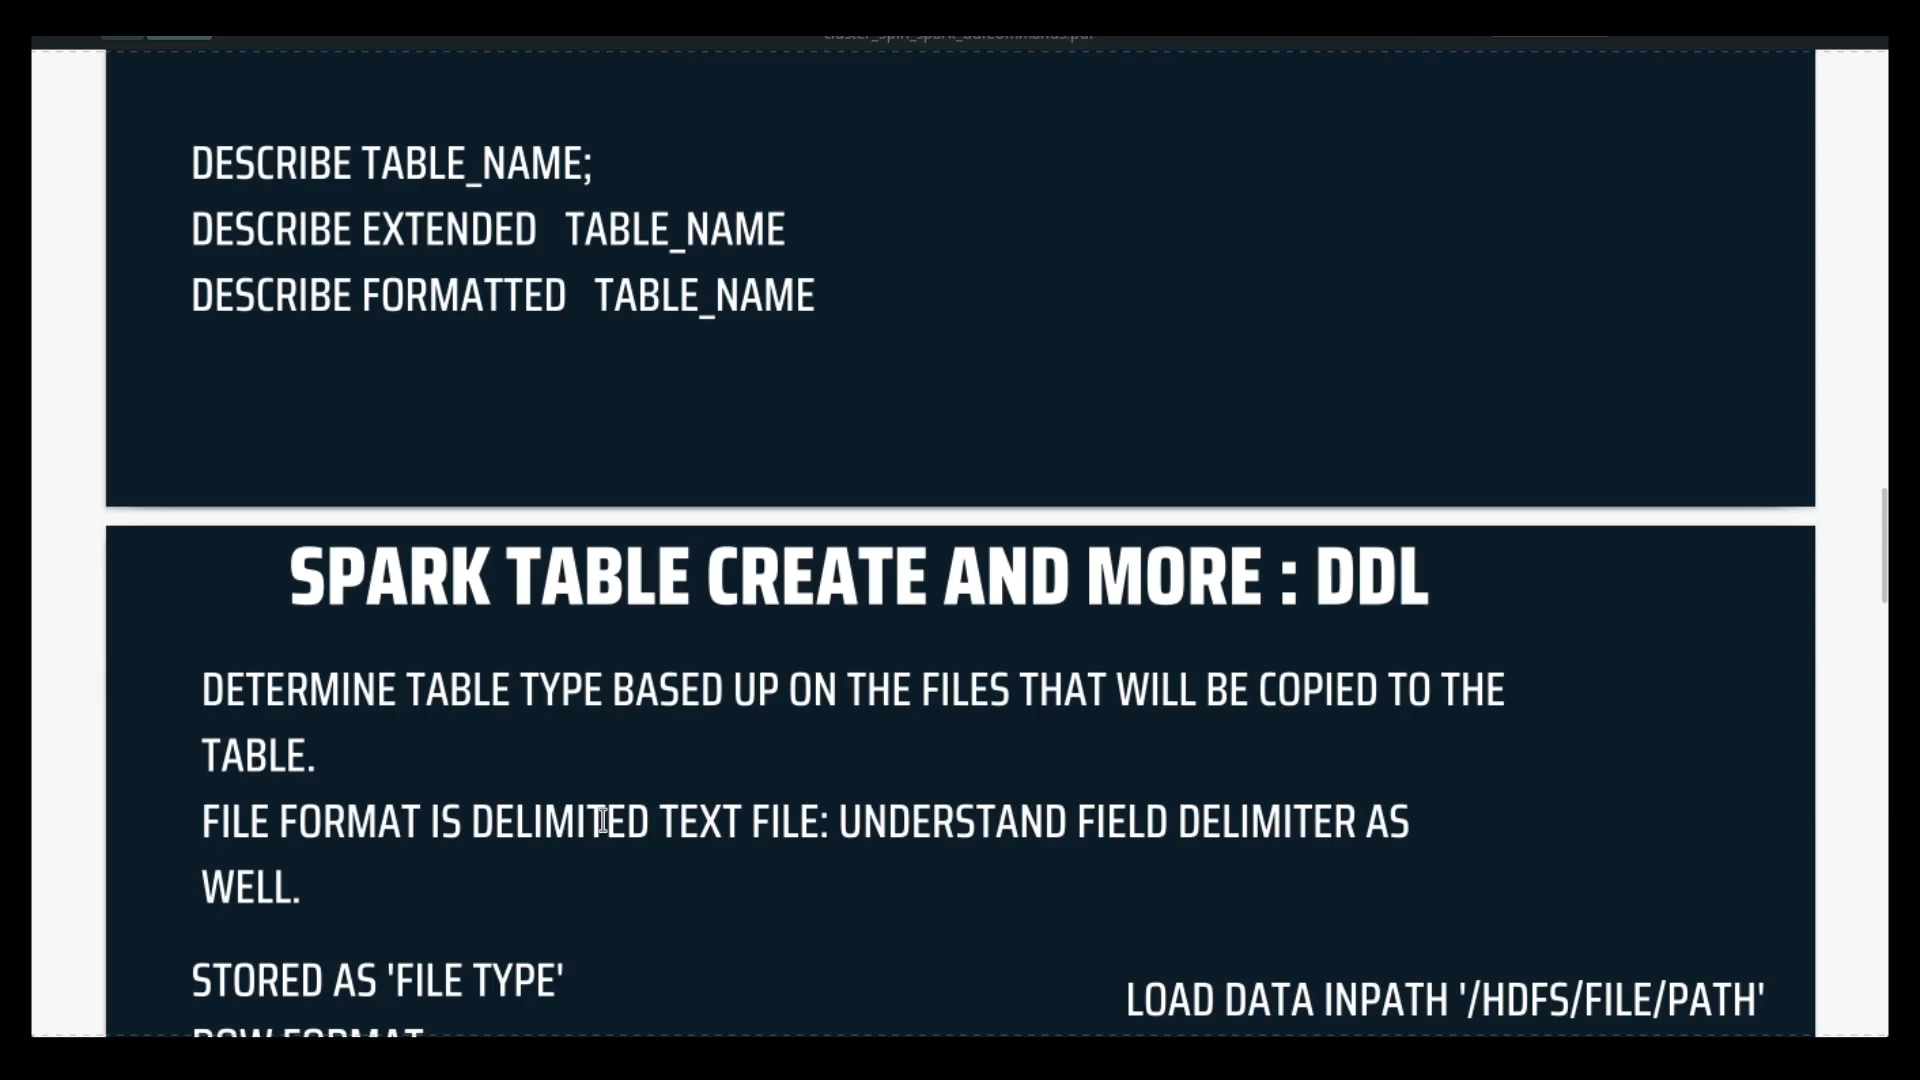 DESCRIBE TABLE_NAME;
DESCRIBE EXTENDED TABLE_NAME
DESCRIBE FORMATTED TABLE_NAME
SPARK TABLE CREATE AND MORE : DDL
DETERMINE TABLE TYPE BASED UP ON THE FILES THAT WILL BE COPIED TO THE
TABLE.
FILE FORMAT IS DELIMITED TEXT FILE: UNDERSTAND FIELD DELIMITER AS
WELL.
STORED AS 'FILE TYPE'
LOAD DATA INPATH '/HDFS/FILE/PATH'
ROW FORMAT